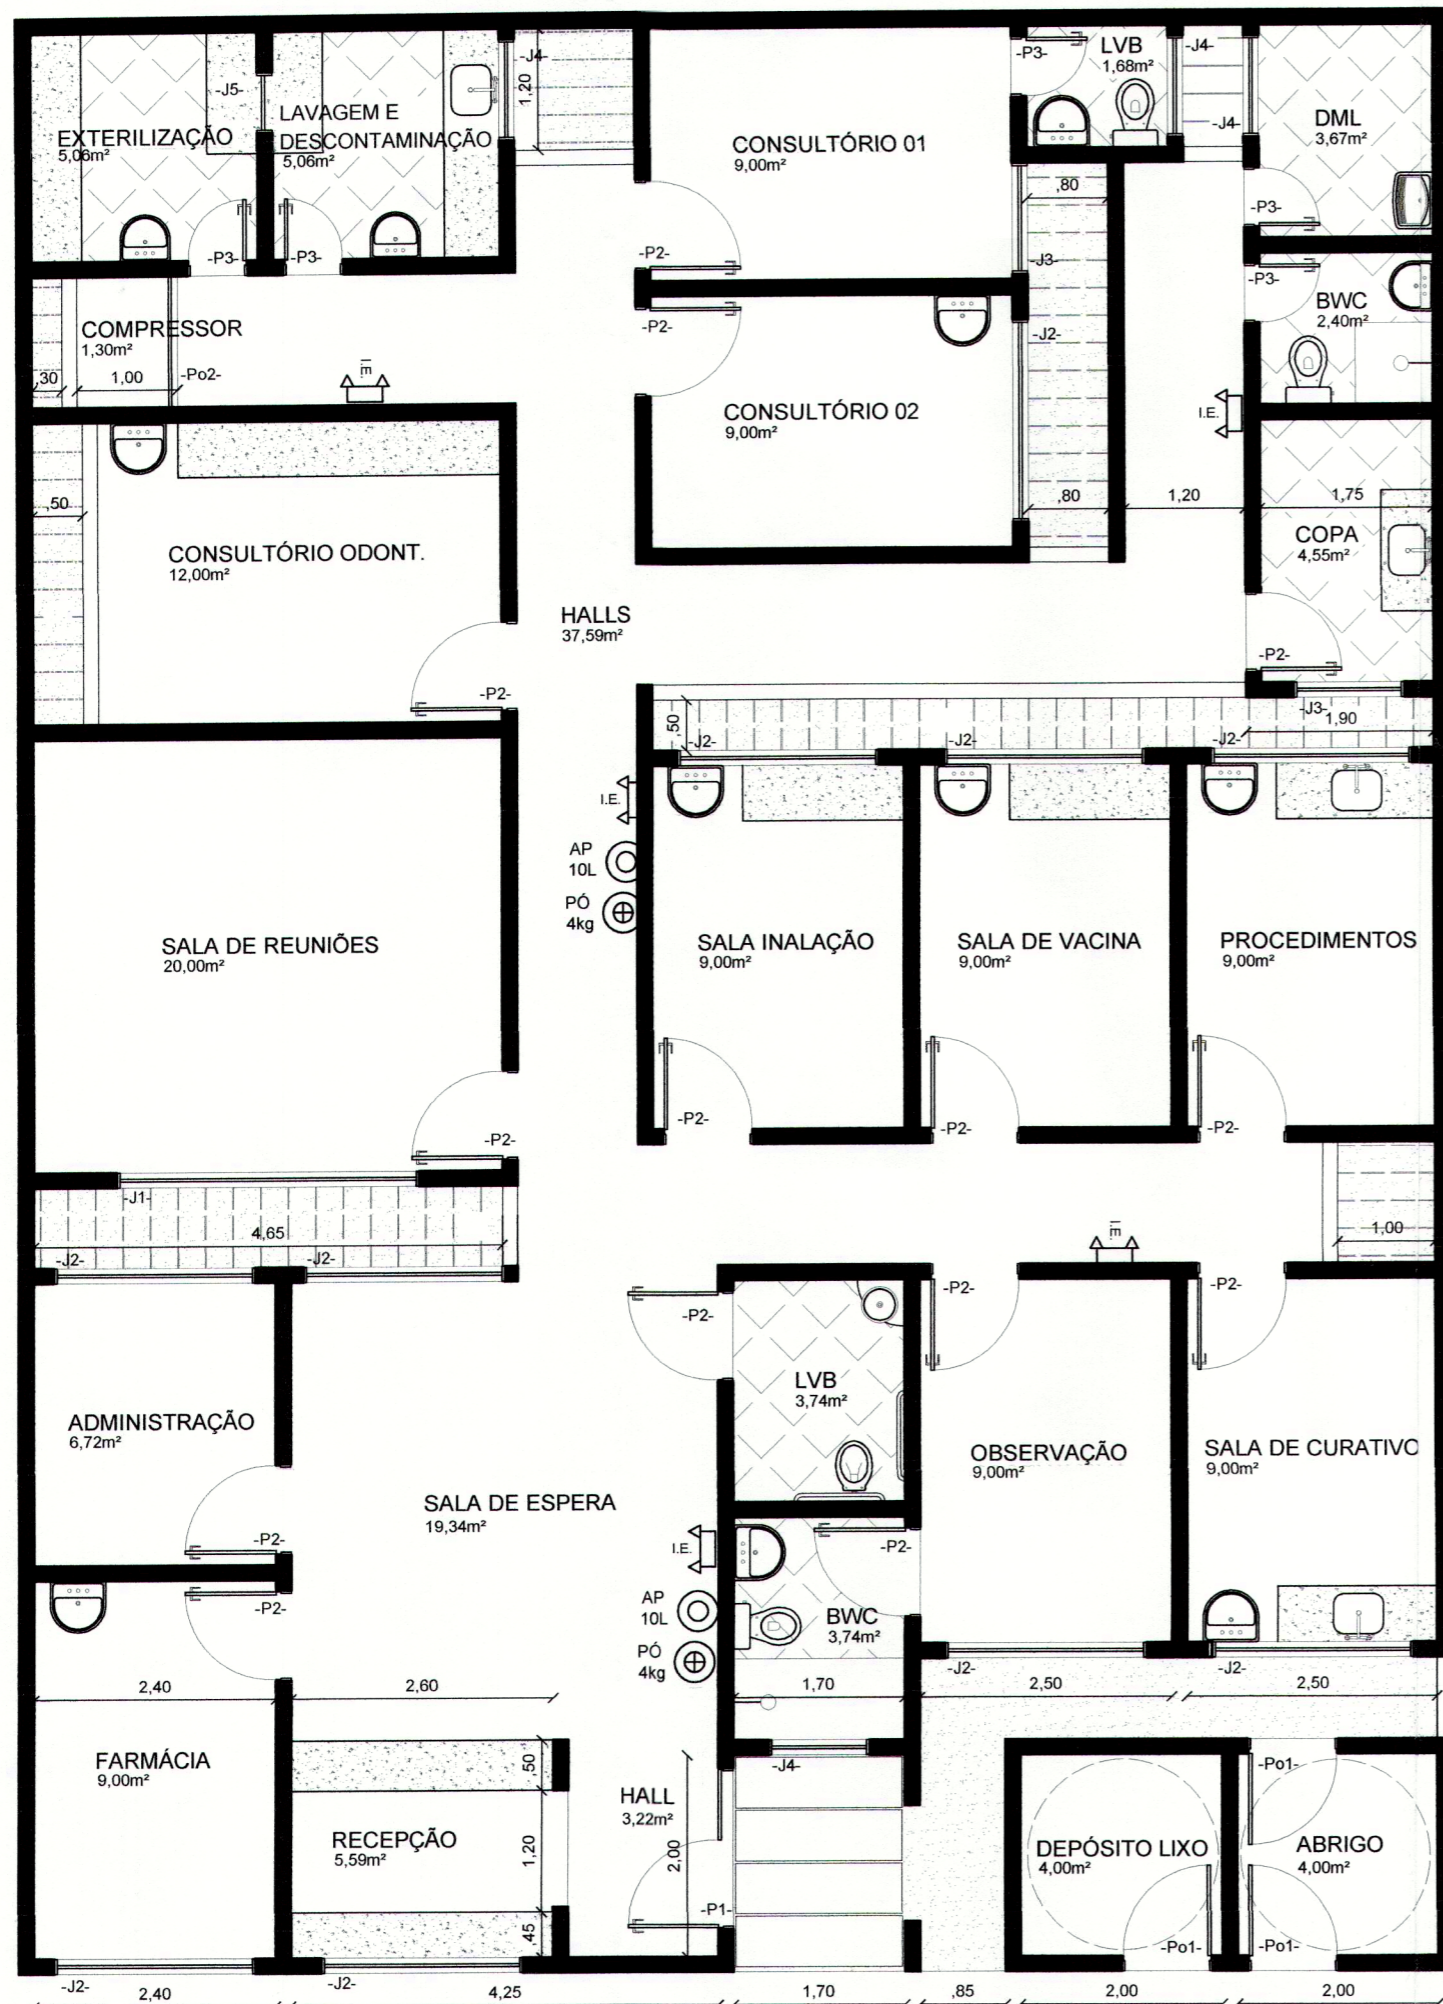 EXTERILIZAÇÃO
5,06m²
-J5-
LAVAGEM E
DESCONTAMINAÇÃO
5,06m²
-J4-
1,20
-P3-
-P3-
CONSULTÓRIO 01
9,00m²
-P2-
-P3-
LVB
1,68m²
-J4-
-J4-
DML
3,67m²
-P3-
,80
-J3-
-P3-
BWC
2,40m²
COMPRESSOR
1,30m²
,30
1,00
-Po2-
I.E.
-P2-
CONSULTÓRIO 02
9,00m²
-J2-
,80
1,20
I.E.
1,75
COPA
4,55m²
-P2-
,50
CONSULTÓRIO ODONT.
12,00m²
-P2-
HALLS
37,59m²
,50
-J2-
-J2-
-J2-
-J3-
1,90
I.E.
AP
10L
PÓ
4kg
SALA DE REUNIÕES
20,00m²
-P2-
SALA INALAÇÃO
9,00m²
-P2-
SALA DE VACINA
9,00m²
-P2-
PROCEDIMENTOS
9,00m²
-P2-
-J1-
4,65
-J2-
-J2-
I.E.
1,00
-P2-
-P2-
-P2-
LVB
3,74m²
ADMINISTRAÇÃO
6,72m²
-P2-
SALA DE ESPERA
19,34m²
OBSERVAÇÃO
9,00m²
SALA DE CURATIVO
9,00m²
I.E.
AP
10L
PÓ
4kg
-P2-
BWC
3,74m²
-P2-
2,40
2,60
1,70
-J2-
2,50
-J2-
2,50
FARMÁCIA
9,00m²
,50
RECEPÇÃO
5,59m²
1,20
,45
HALL
3,22m²
2,00
-P1-
-J4-
DEPÓSITO LIXO
4,00m²
-Po1-
-Po1-
ABRIGO
4,00m²
-Po1-
-J2-
2,40
-J2-
4,25
1,70
,85
2,00
2,00